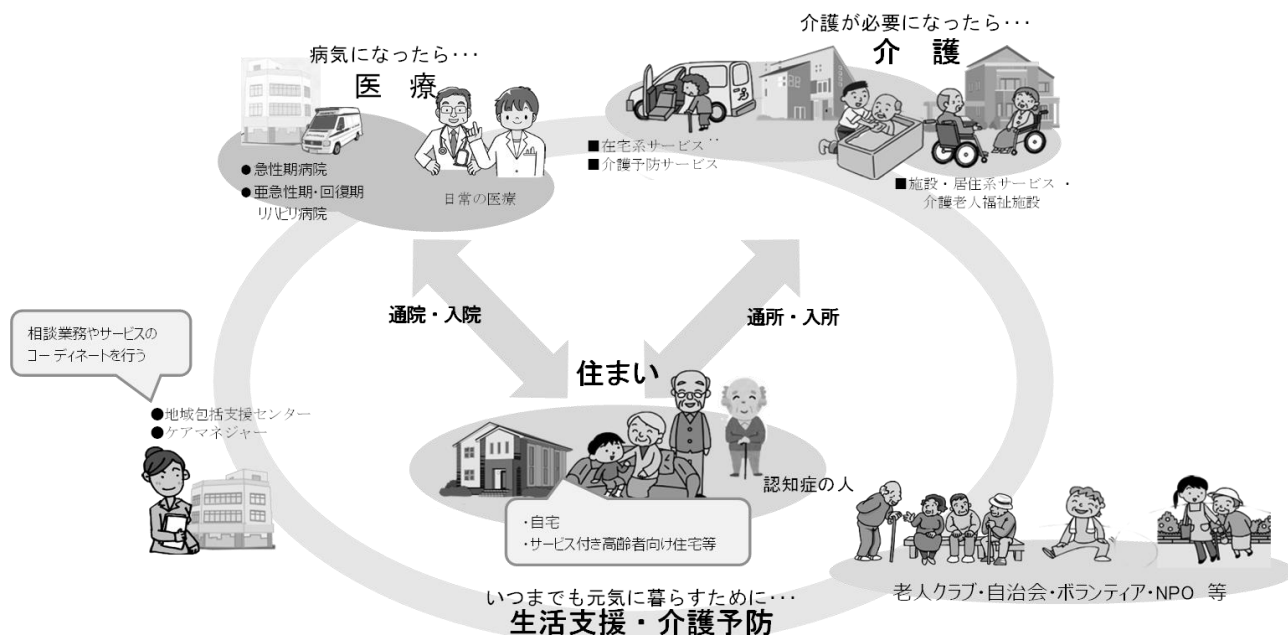 病気になったら･･･
医　療
●急性期病院
●亜急性期・回復期
リハビリ病院
日常の医療
介護が必要になったら･･･
介　護
■在宅系サービス
■介護予防サービス
■施設・居住系サービス・
介護老人福祉施設
通院・入院
通所・入所
相談業務やサービスの
コーディネートを行う
●地域包括支援センター
●ケアマネジャー
住まい
認知症の人
・自宅
・サービス付き高齢者向け住宅等
老人クラブ・自治会・ボランティア・NPO 等
いつまでも元気に暮らすために･･･
生活支援・介護予防